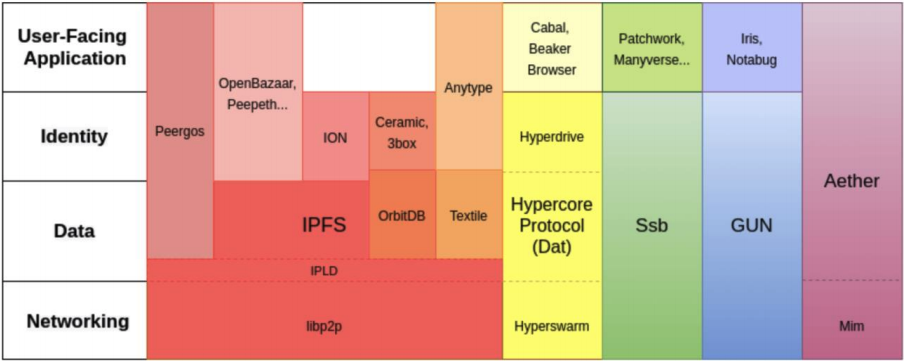 User-Facing
Application
Peergos
OpenBazaar,
Peepeth...
Anytype
Cabal,
Beaker
Browser
Patchwork,
Manyverse...
Iris,
Notabug
Identity
ION
Ceramic,
3box
Hyperdrive
Aether
Data
IPFS
OrbitDB
Textile
Hypercore
Protocol
(Dat)
Ssb
GUN
IPLD
Networking
libp2p
Hyperswarm
Mim